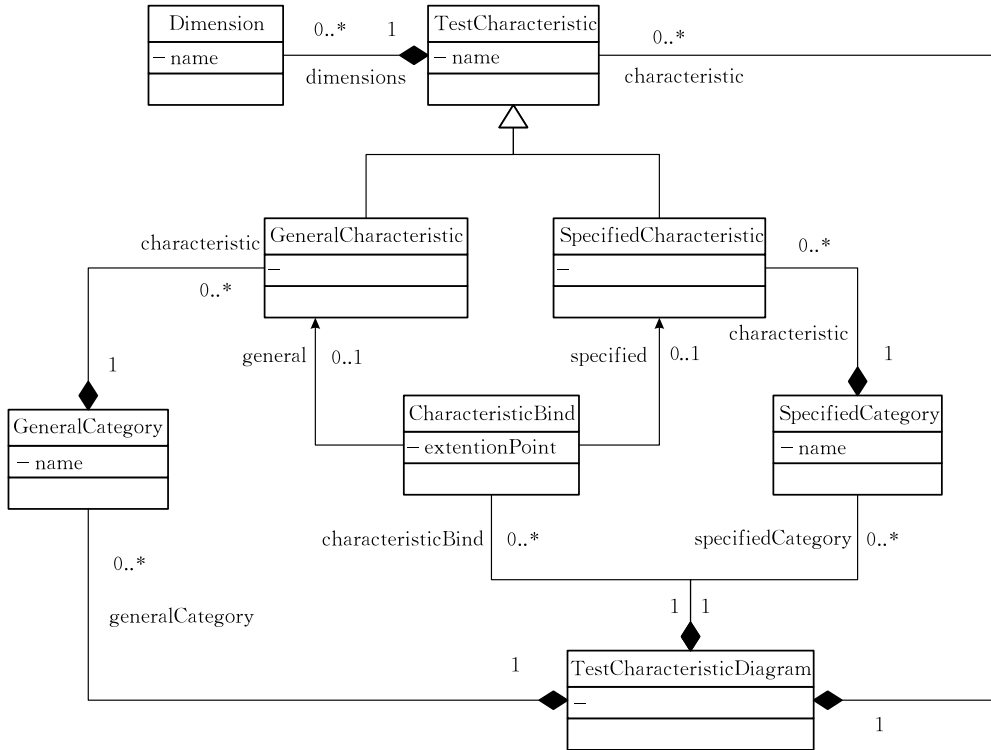 Dimension
– name
0..*
1
dimensions
TestCharacteristic
– name
0..*
characteristic
characteristic
0..*
GeneralCharacteristic
–
SpecifiedCharacteristic
–
0..*
general
0..1
specified
0..1
characteristic
1
1
GeneralCategory
– name
CharacteristicBind
– extentionPoint
SpecifiedCategory
– name
characteristicBind
0..*
specifiedCategory
0..*
0..*
generalCategory
1
1
1
TestCharacteristicDiagram
–
1